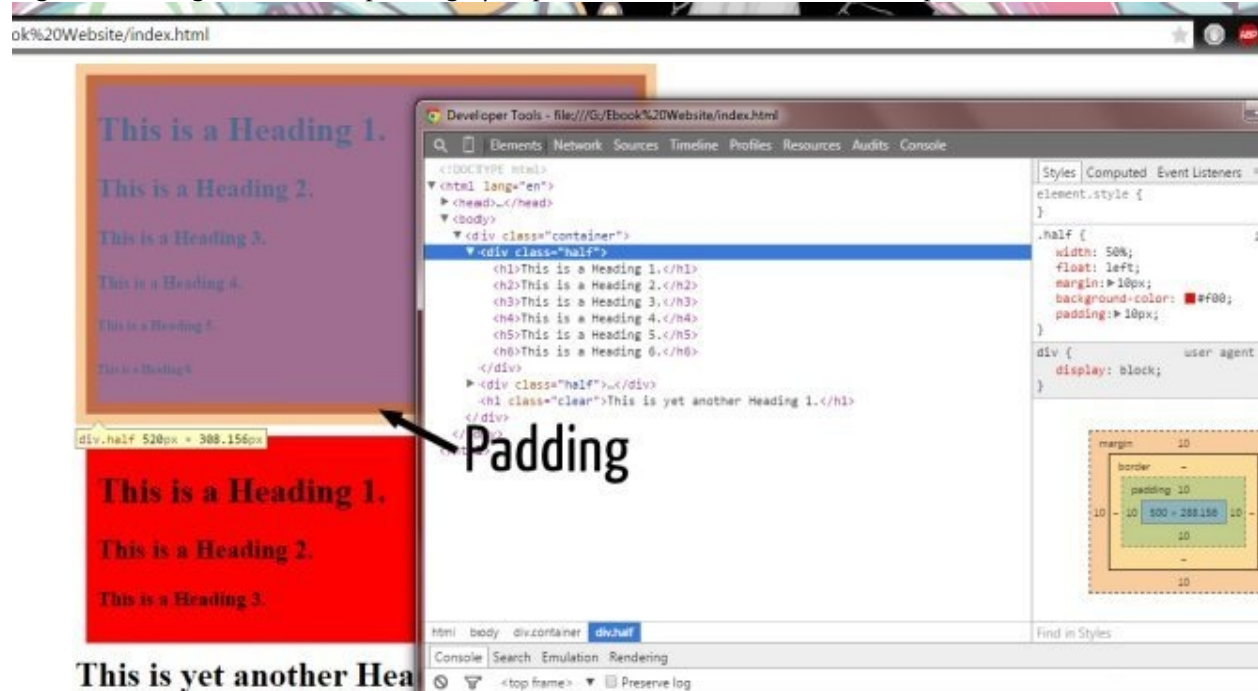 ok%20Website/index.html
ABP
This is a Heading 1.
This is a Heading 2.
This is a Heading 3.
This is a Heading 4.
This is a Heading 5.
This is a Heading 6.
div.half 520px × 308.156px
Padding
This is a Heading 1.
This is a Heading 2.
This is a Heading 3.
This is yet another Hea
Developer Tools - file:///G:/Ebook%20Website/index.html
Elements Network Sources Timeline Profiles Resources Audits Console
<!DOCTYPE html>
▼<html lang="en">
▶<head>…</head>
▼<body>
▼<div class="container">
▼<div class="half">
<h1>This is a Heading 1.</h1>
<h2>This is a Heading 2.</h2>
<h3>This is a Heading 3.</h3>
<h4>This is a Heading 4.</h4>
<h5>This is a Heading 5.</h5>
<h6>This is a Heading 6.</h6>
</div>
▶<div class="half">…</div>
<h1 class="clear">This is yet another Heading 1.</h1>
</div>
html body div.container div.half
Styles Computed Event Listeners
element.style {
}
.half {
width: 50%;
float: left;
margin:▶10px;
background-color: #f00;
padding:▶10px;
}
div { user agent
display: block;
}
margin 10
border –
padding 10
10 – 10 500 × 288.156 10 –
10
–
10
Find in Styles
Console Search Emulation Rendering
<top frame> ▼ Preserve log